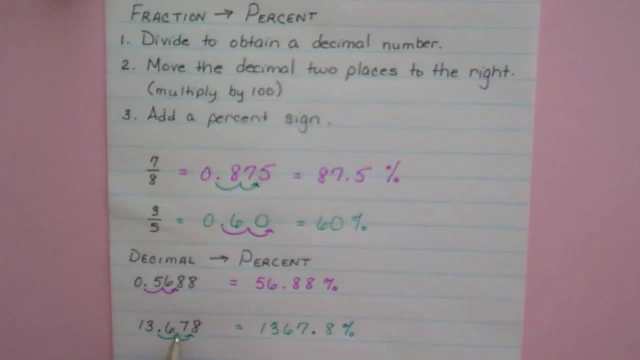 FRACTION → PERCENT
1. Divide to obtain a decimal number.
2. Move the decimal two places to the right.
(multiply by 100)
3. Add a percent sign.
7/8 = 0.875 = 87.5 %
3/5 = 0.60 = 60%
DECIMAL → PERCENT
0.5688 = 56.88 %
13.678 = 1367.8 %